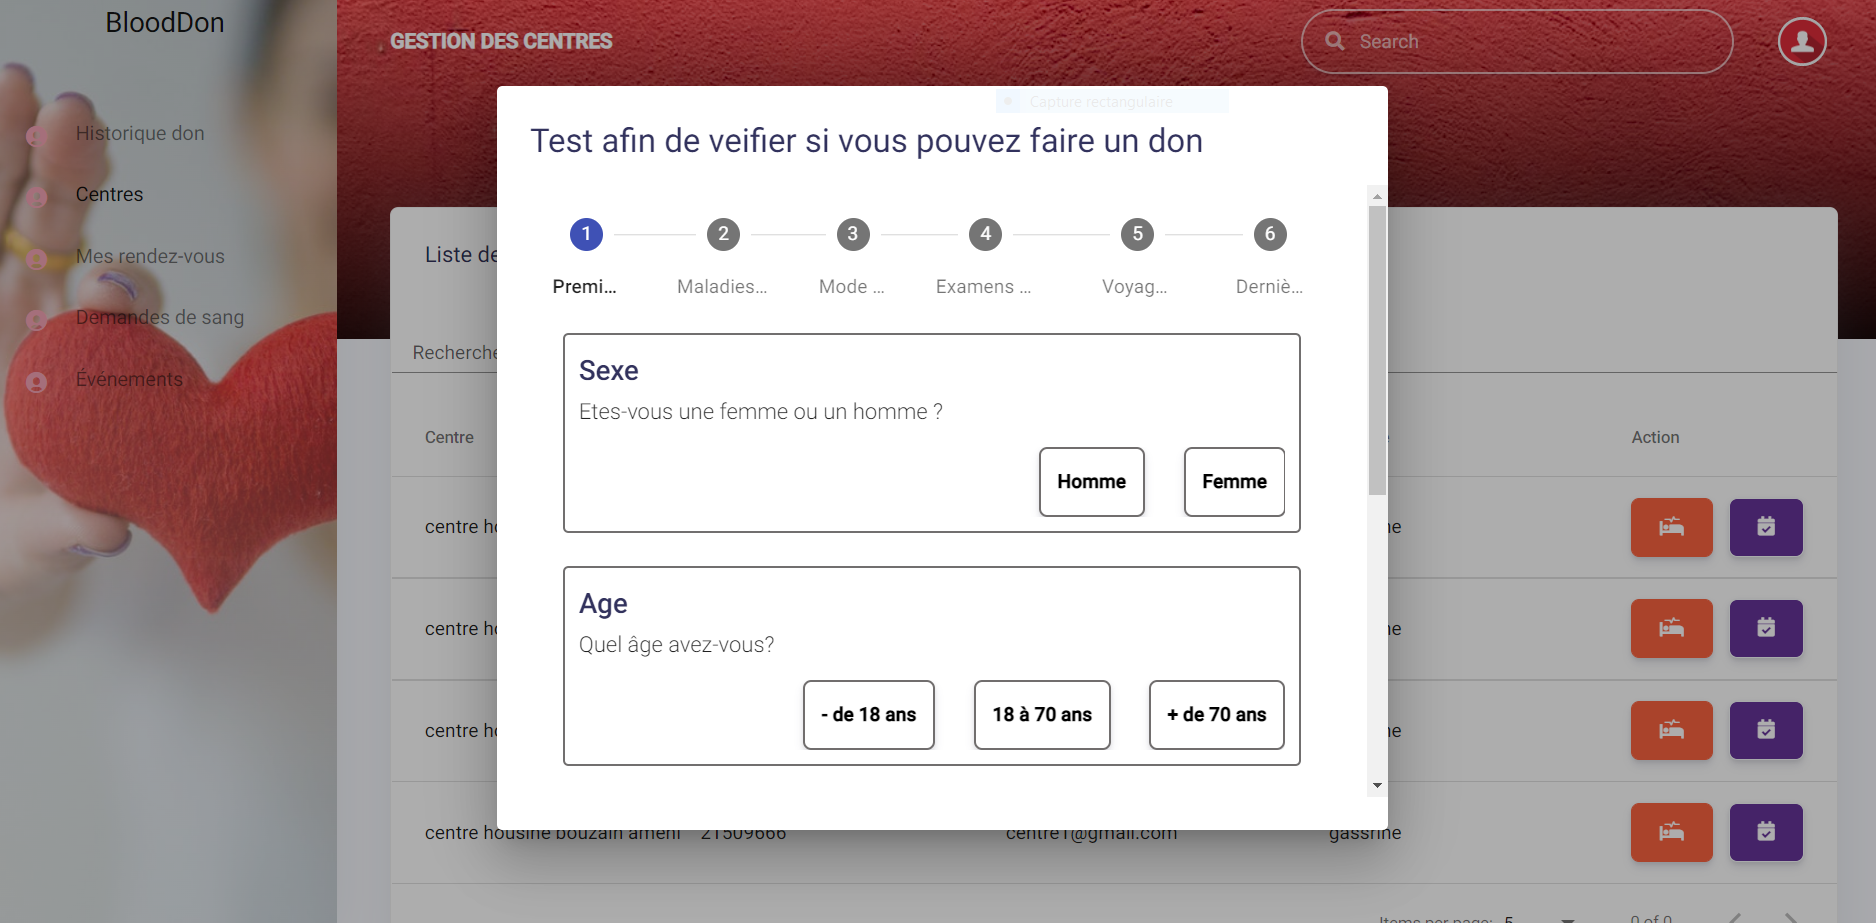 BloodDon
Historique don
Centres
Mes rendez-vous
Demandes de sang
Événements
GESTION DES CENTRES
Search
Capture rectangulaire
Test afin de veifier si vous pouvez faire un don
1 2 3 4 5 6
Premi... Maladies... Mode ... Examens ... Voyag... Derniè...
Sexe
Etes-vous une femme ou un homme ?
Homme Femme
Age
Quel âge avez-vous?
- de 18 ans 18 à 70 ans + de 70 ans
Liste
Recherche
Centre Action
centre
centre
centre
centre housine bouzain ameni 21509666 centre1@gmail.com gassrine
Items per page: 5 0 of 0